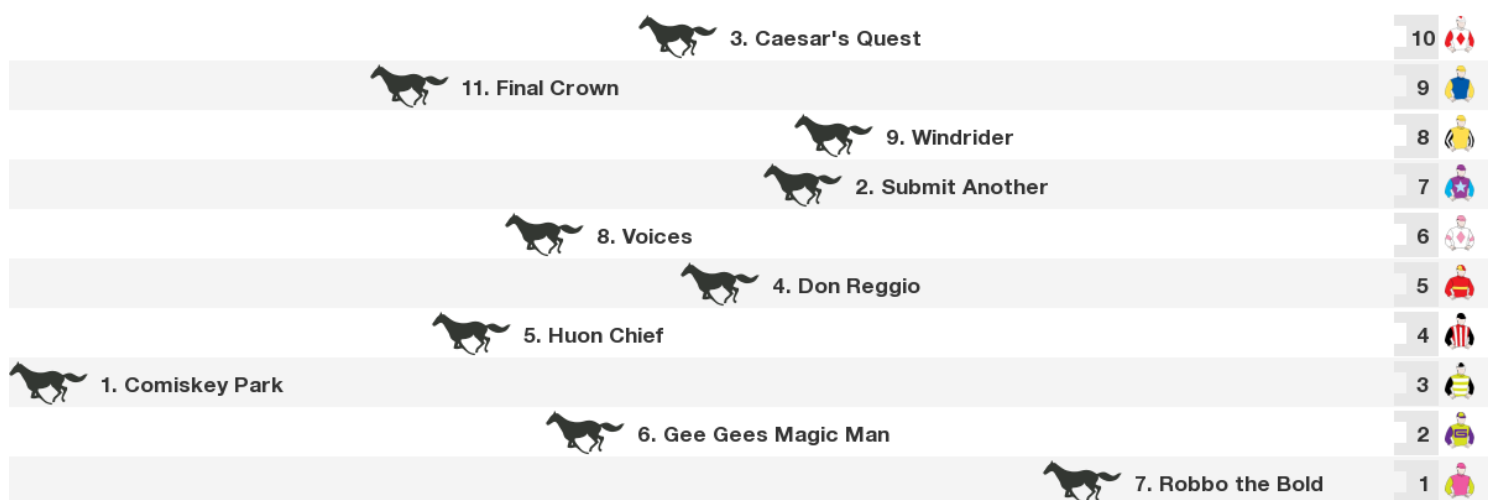 3. Caesar's Quest 10
11. Final Crown 9
9. Windrider 8
2. Submit Another 7
8. Voices 6
4. Don Reggio 5
5. Huon Chief 4
1. Comiskey Park 3
6. Gee Gees Magic Man 2
7. Robbo the Bold 1